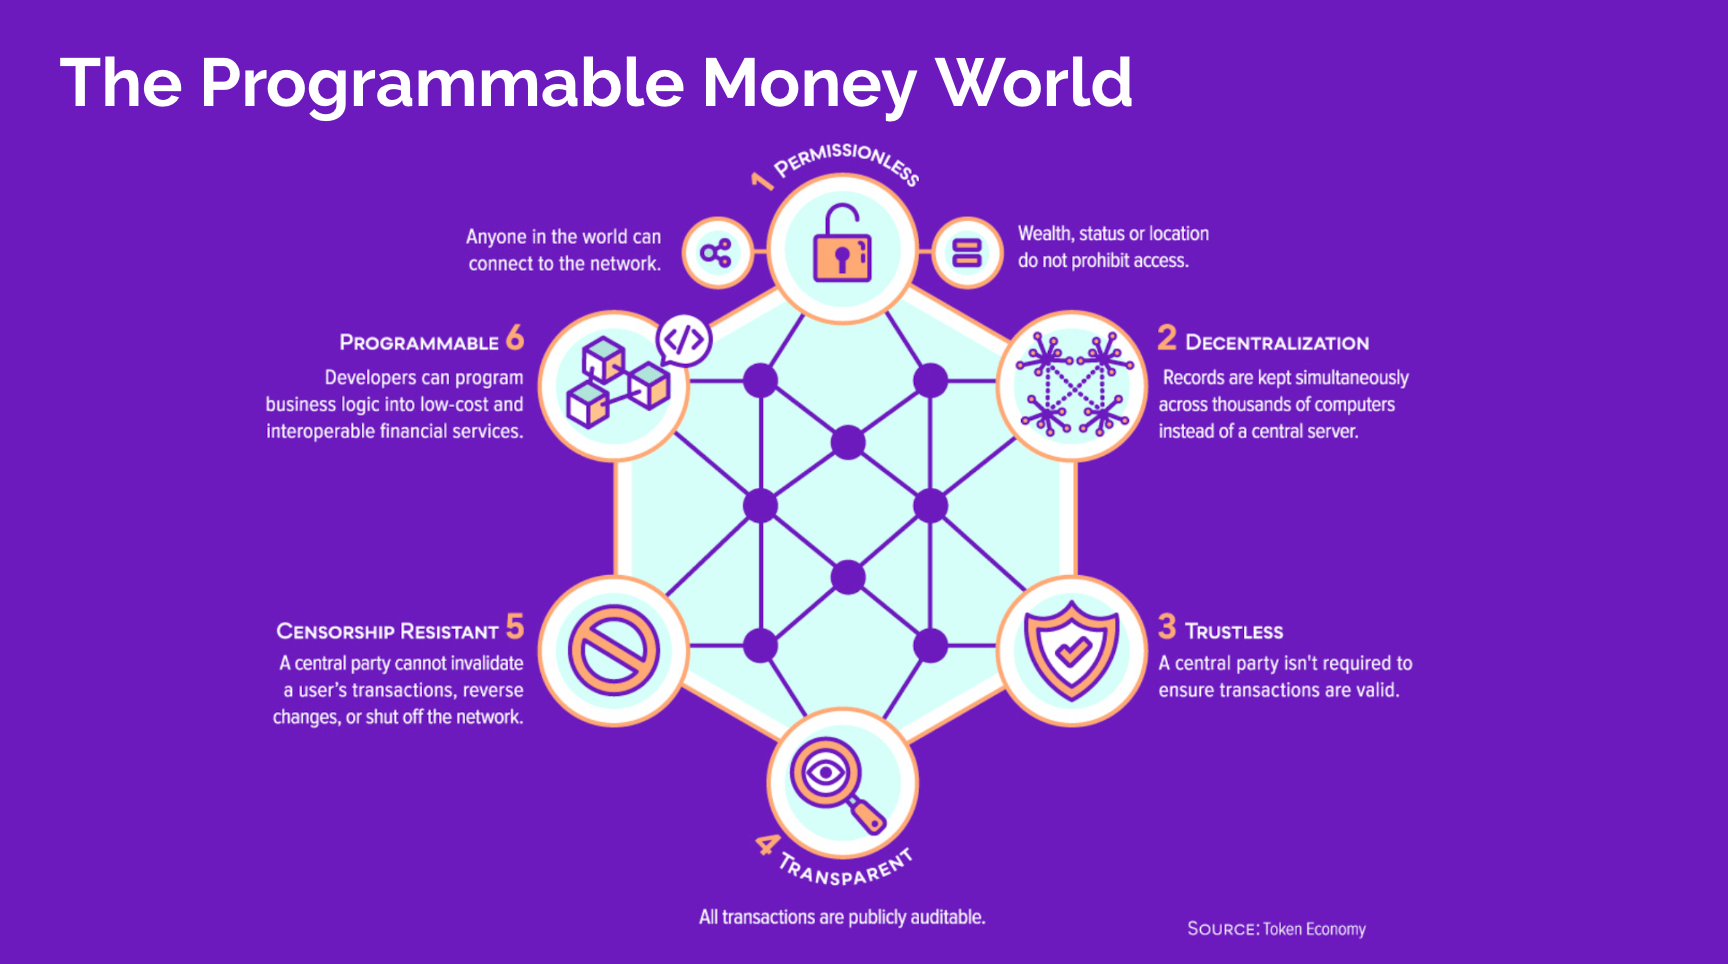 The Programmable Money World
1 Permissionless
Anyone in the world can
connect to the network.
Wealth, status or location
do not prohibit access.
2 Decentralization
Records are kept simultaneously
across thousands of computers
instead of a central server.
3 Trustless
A central party isn't required to
ensure transactions are valid.
4 Transparent
All transactions are publicly auditable.
Censorship Resistant 5
A central party cannot invalidate
a user's transactions, reverse
changes, or shut off the network.
Programmable 6
</>
Developers can program
business logic into low-cost and
interoperable financial services.
Source: Token Economy